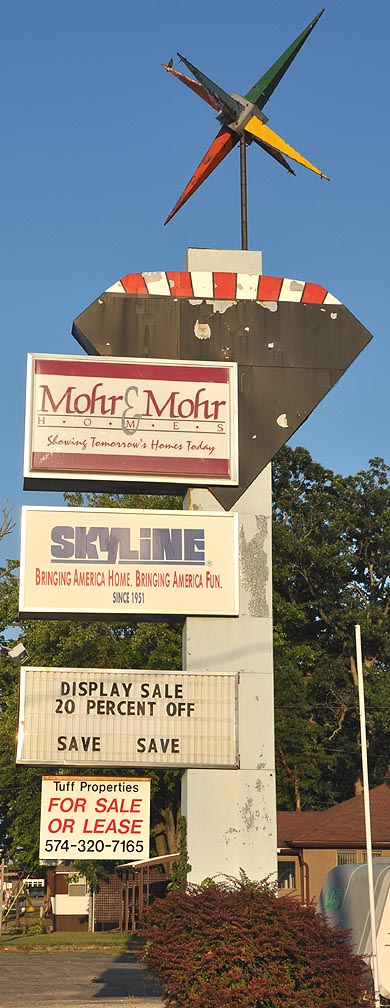 Mohr & Mohr
HOMES
Showing Tomorrow's Homes Today
SKYLINE®
BRINGING AMERICA HOME. BRINGING AMERICA FUN.
SINCE 1951
DISPLAY SALE
20 PERCENT OFF
SAVE SAVE
Tuff Properties
FOR SALE
OR LEASE
574-320-7165